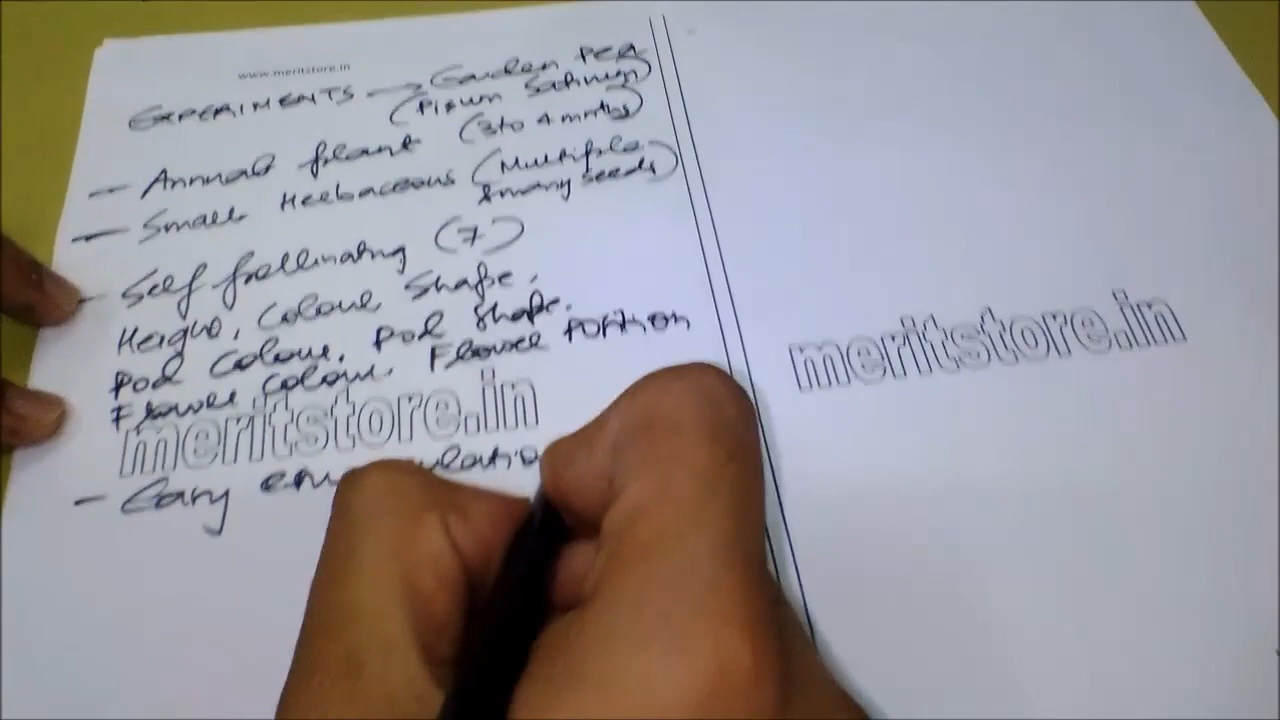 www.meritstore.in
EXPERIMENTS → Garden Pea
(Pisum Sativum)
- Annual plant (3 to 4 mnths)
- Small Herbaceous (Multiple
& many seeds)
- Self pollinating (7)
Height, Colour Shape,
Pod Colour, Pod Shape,
Flower Colour, Flower Position
meritstore.in
- Easy
meritstore.in